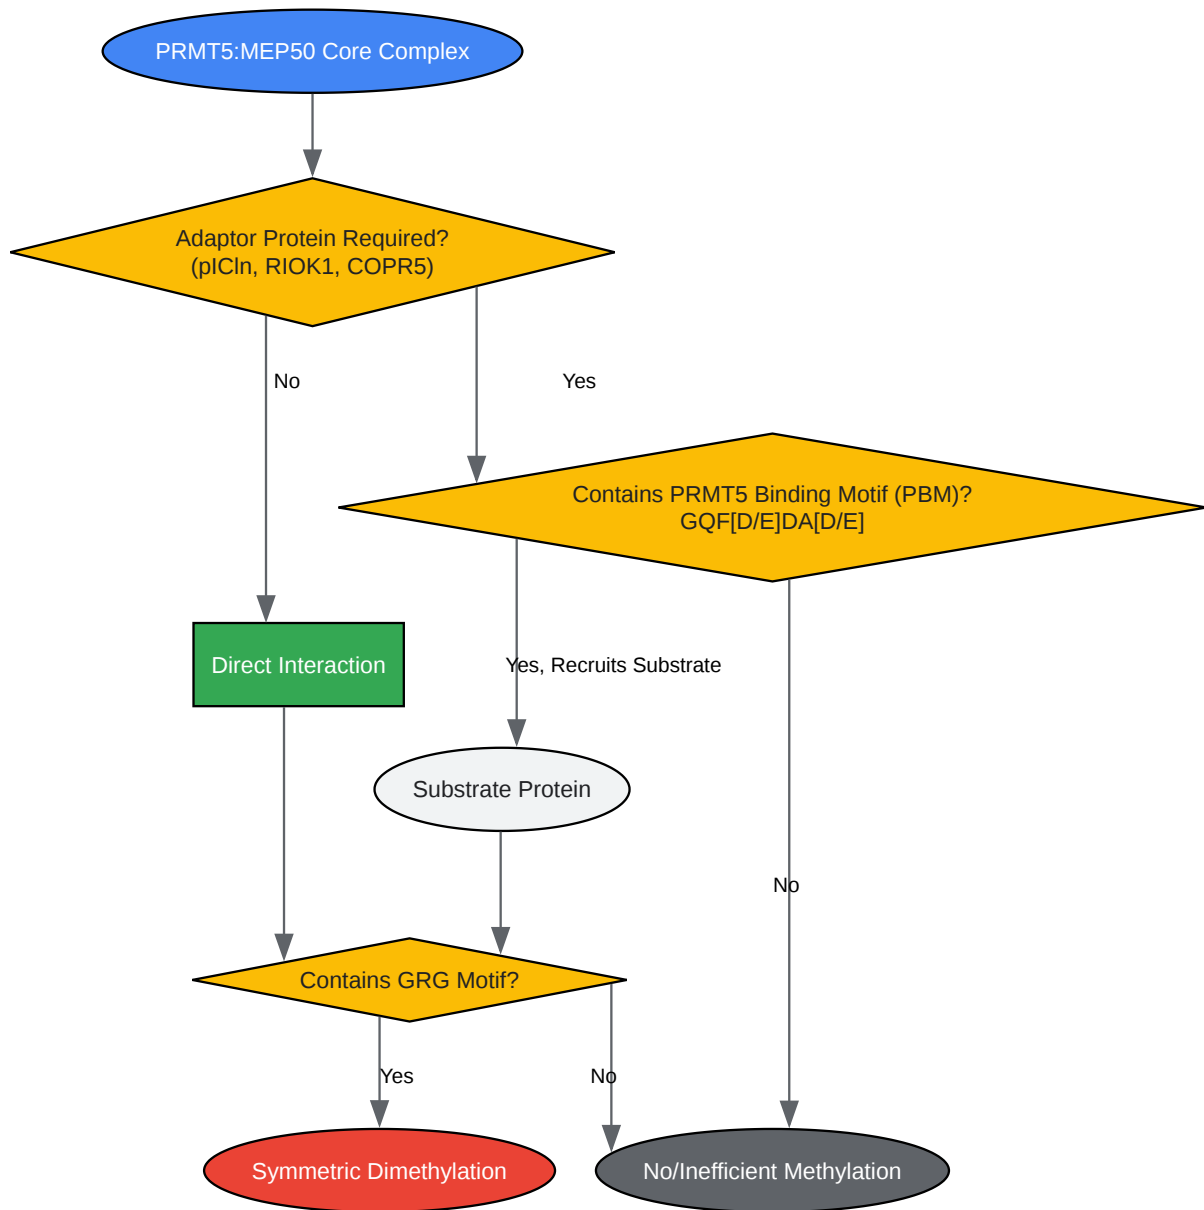 PRMT5:MEP50 Core Complex
Adaptor Protein Required?
(pICln, RIOK1, COPR5)
No
Yes
Contains PRMT5 Binding Motif (PBM)?
GQF[D/E]DA[D/E]
Direct Interaction
Yes, Recruits Substrate
Substrate Protein
No
Contains GRG Motif?
Yes
No
Symmetric Dimethylation
No/Inefficient Methylation